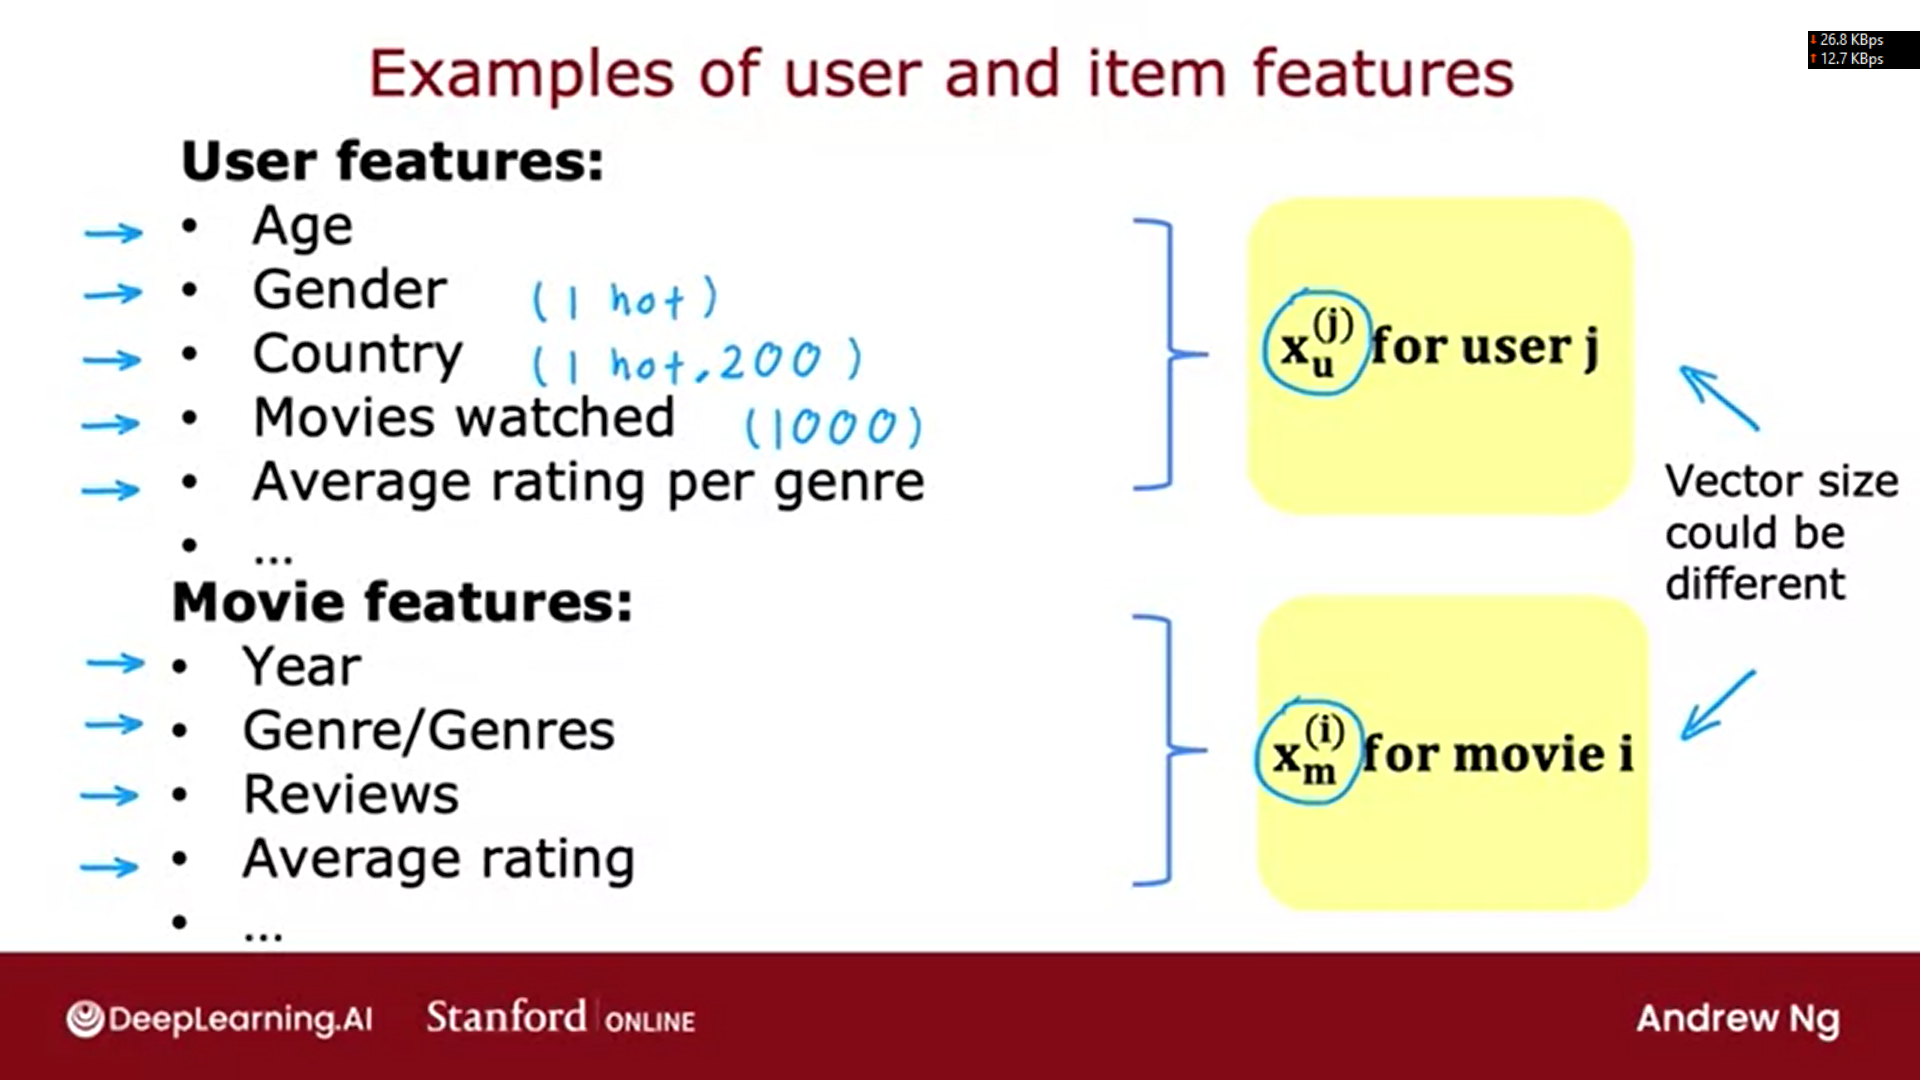 Examples of user and item features
26.8 KBps
12.7 KBps
User features:
• Age
• Gender (1 hot)
• Country (1 hot, 200)
• Movies watched (1000)
• Average rating per genre
• ...
x_u^(j) for user j
Vector size
could be
different
Movie features:
• Year
• Genre/Genres
• Reviews
• Average rating
• ...
x_m^(i) for movie i
DeepLearning.AI Stanford | ONLINE Andrew Ng